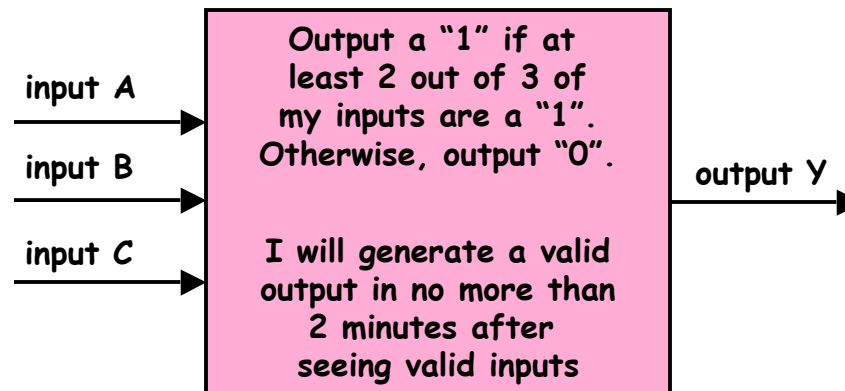 input A
input B
input C
Output a “1” if at
least 2 out of 3 of
my inputs are a “1”.
Otherwise, output “0”.
I will generate a valid
output in no more than
2 minutes after
seeing valid inputs
output Y